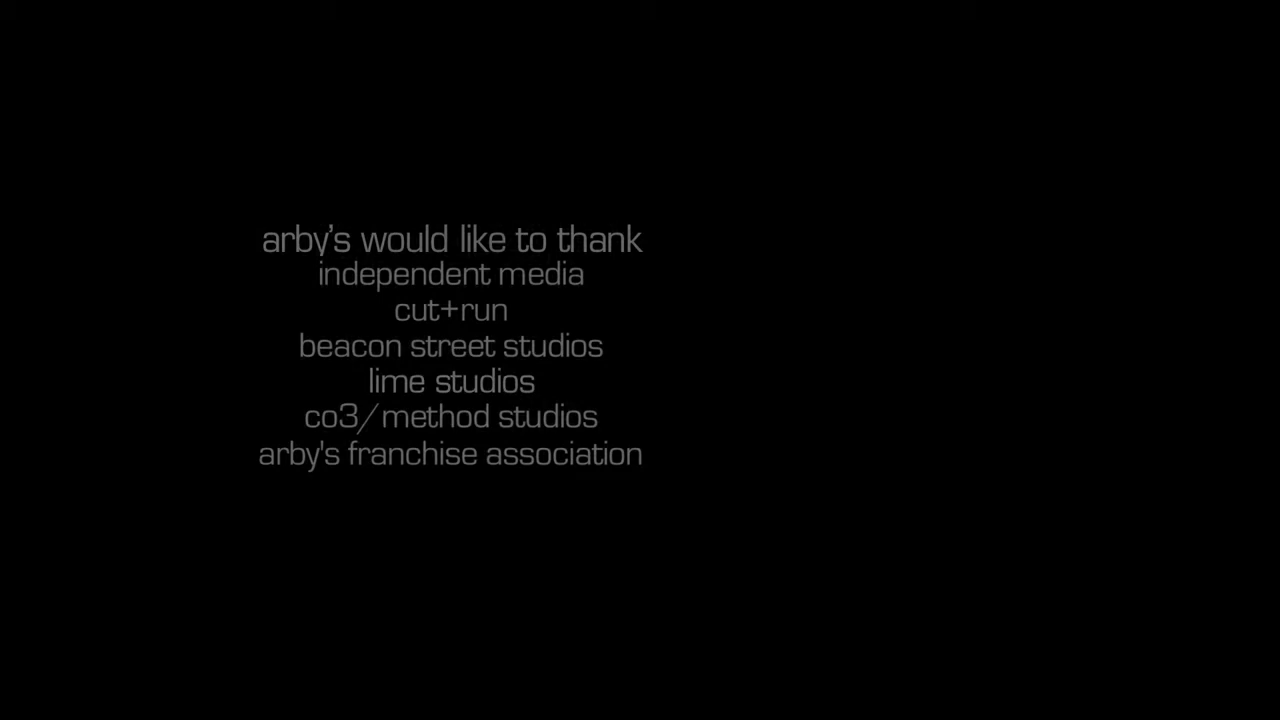 arby's would like to thank
independent media
cut+run
beacon street studios
lime studios
co3/method studios
arby's franchise association